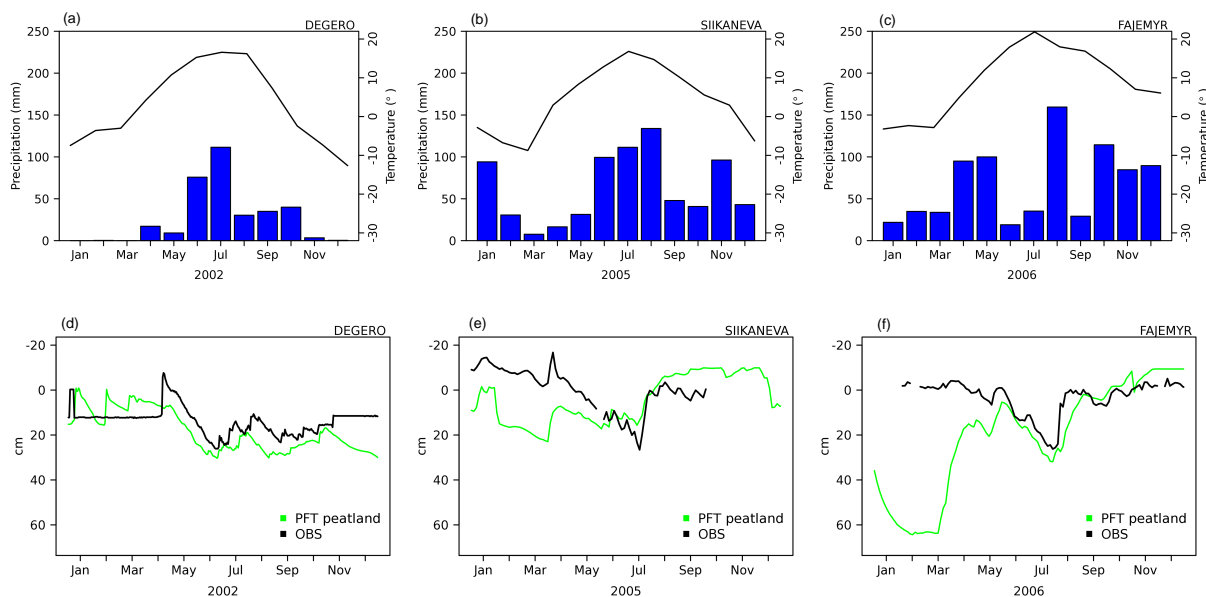 (a)
DEGERO
250
200
150
100
50
0
Precipitation (mm)
20
10
0
-10
-20
-30
Temperature (°)
Jan Mar May Jul Sep Nov
2002
(b)
SIIKANEVA
250
200
150
100
50
0
Precipitation (mm)
20
10
0
-10
-20
-30
Temperature (°)
Jan Mar May Jul Sep Nov
2005
(c)
FAJEMYR
250
200
150
100
50
0
Precipitation (mm)
20
10
0
-10
-20
-30
Temperature (°)
Jan Mar May Jul Sep Nov
2006
(d)
DEGERO
-20
0
20
40
60
cm
PFT peatland
OBS
Jan Mar May Jul Sep Nov
2002
(e)
SIIKANEVA
-20
0
20
40
60
cm
PFT peatland
OBS
Jan Mar May Jul Sep Nov
2005
(f)
FAJEMYR
-20
0
20
40
60
cm
PFT peatland
OBS
Jan Mar May Jul Sep Nov
2006